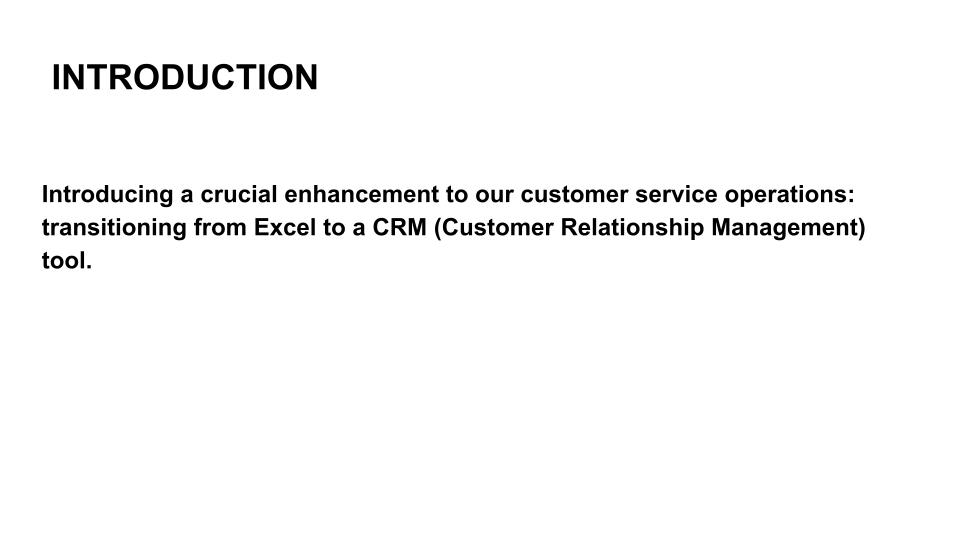 INTRODUCTION
Introducing a crucial enhancement to our customer service operations:
transitioning from Excel to a CRM (Customer Relationship Management)
tool.